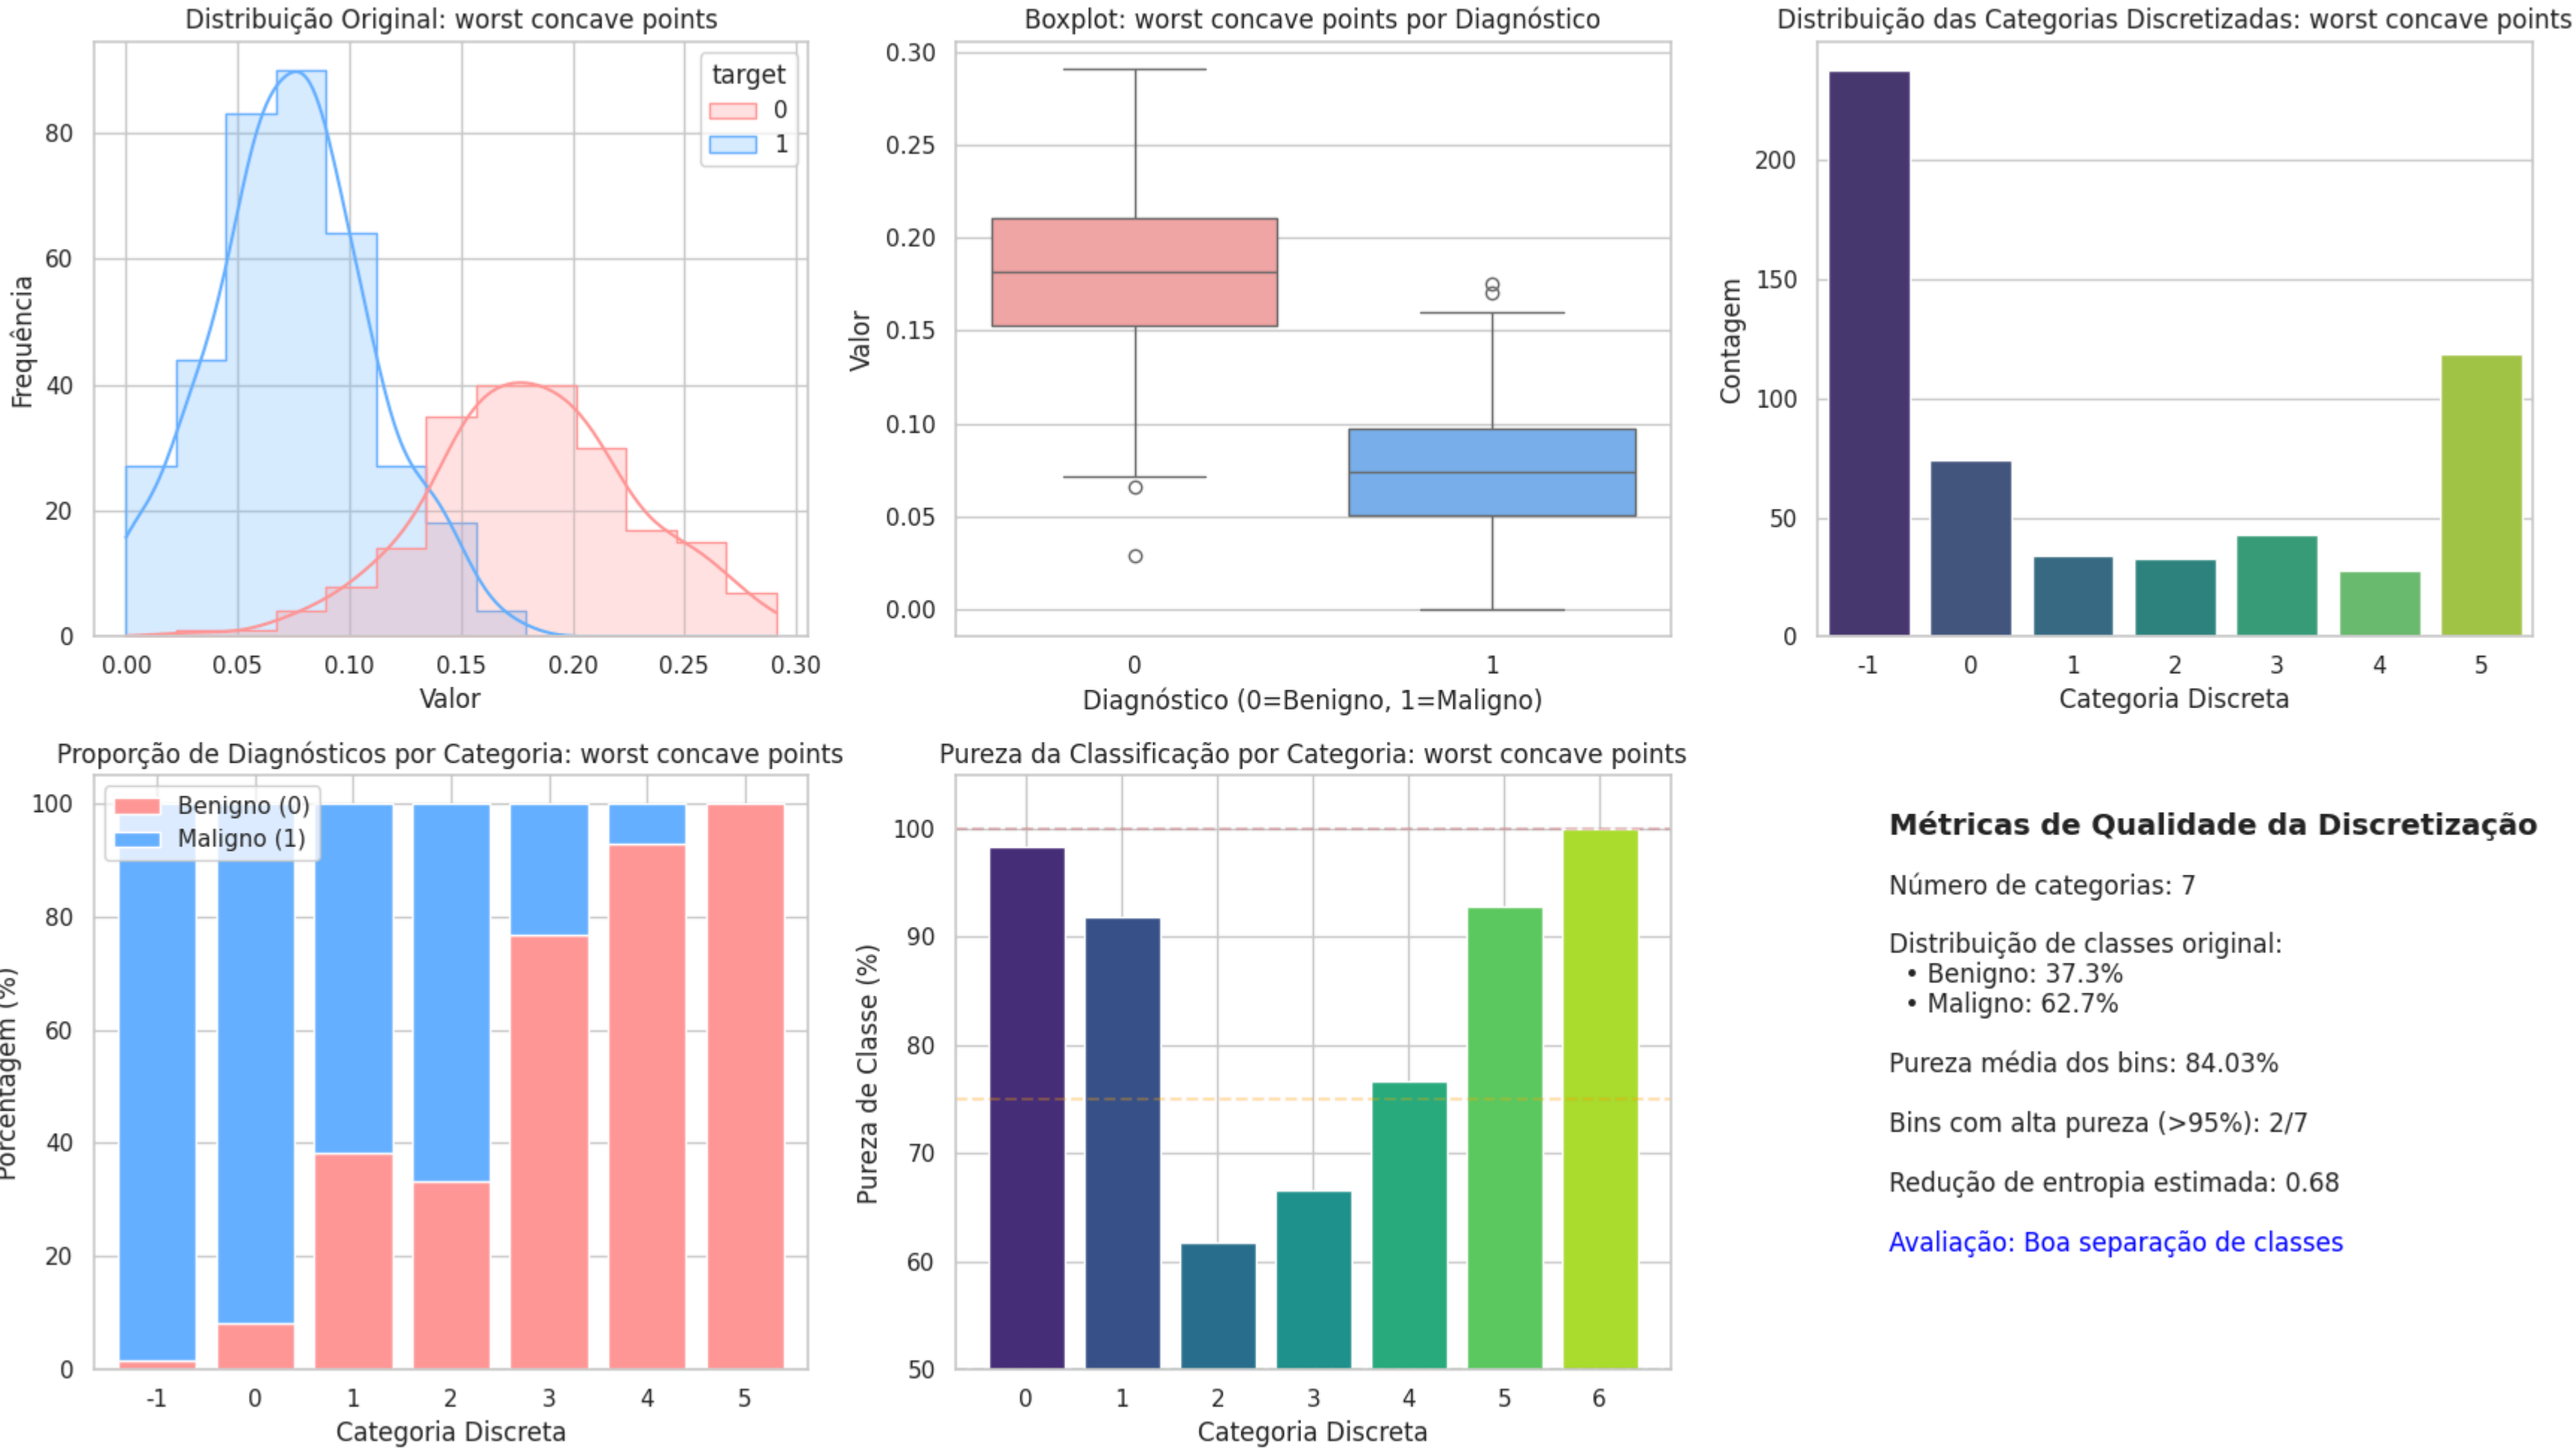 Distribuição Original: worst concave points
target
0
1
80
60
40
20
0
Frequência
0.00 0.05 0.10 0.15 0.20 0.25 0.30
Valor
Boxplot: worst concave points por Diagnóstico
0.30
0.25
0.20
0.15
0.10
0.05
0.00
Valor
0 1
Diagnóstico (0=Benigno, 1=Maligno)
Distribuição das Categorias Discretizadas: worst concave points
200
150
100
50
0
Contagem
-1 0 1 2 3 4 5
Categoria Discreta
Proporção de Diagnósticos por Categoria: worst concave points
Benigno (0)
Maligno (1)
100
80
60
40
20
0
Porcentagem (%)
-1 0 1 2 3 4 5
Categoria Discreta
Pureza da Classificação por Categoria: worst concave points
100
90
80
70
60
50
Pureza de Classe (%)
0 1 2 3 4 5 6
Categoria Discreta
Métricas de Qualidade da Discretização
Número de categorias: 7
Distribuição de classes original:
• Benigno: 37.3%
• Maligno: 62.7%
Pureza média dos bins: 84.03%
Bins com alta pureza (>95%): 2/7
Redução de entropia estimada: 0.68
Avaliação: Boa separação de classes